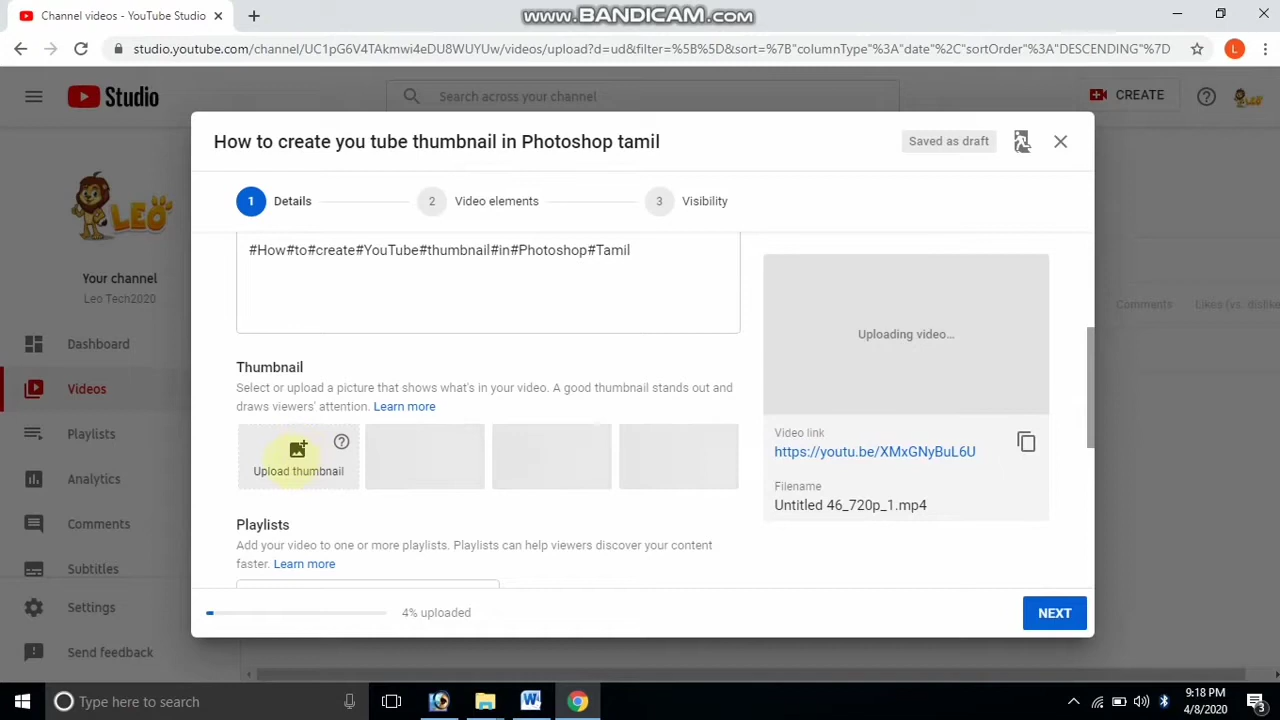 Channel videos - YouTube Studio
www.BANDICAM.com
studio.youtube.com/channel/UC1pG6V4TAkmwi4eDU8WUYUw/videos/upload?d=ud&filter=%5B%5D&sort=%7B"columnType"%3A"date"%2C"sortOrder"%3A"DESCENDING"%7D
L
Studio
Search across your channel
CREATE
How to create you tube thumbnail in Photoshop tamil
Saved as draft
1 Details
2 Video elements
3 Visibility
LEO
Your channel
Leo Tech2020
Dashboard
Videos
Playlists
Analytics
Comments
Subtitles
Settings
Send feedback
#How#to#create#YouTube#thumbnail#in#Photoshop#Tamil
Thumbnail
Select or upload a picture that shows what's in your video. A good thumbnail stands out and
draws viewers' attention. Learn more
Upload thumbnail
Playlists
Add your video to one or more playlists. Playlists can help viewers discover your content
faster. Learn more
Uploading video...
Video link
https://youtu.be/XMxGNyBuL6U
Filename
Untitled 46_720p_1.mp4
Comments
Likes (vs. dislike
4% uploaded
NEXT
Type here to search
9:18 PM
4/8/2020
3